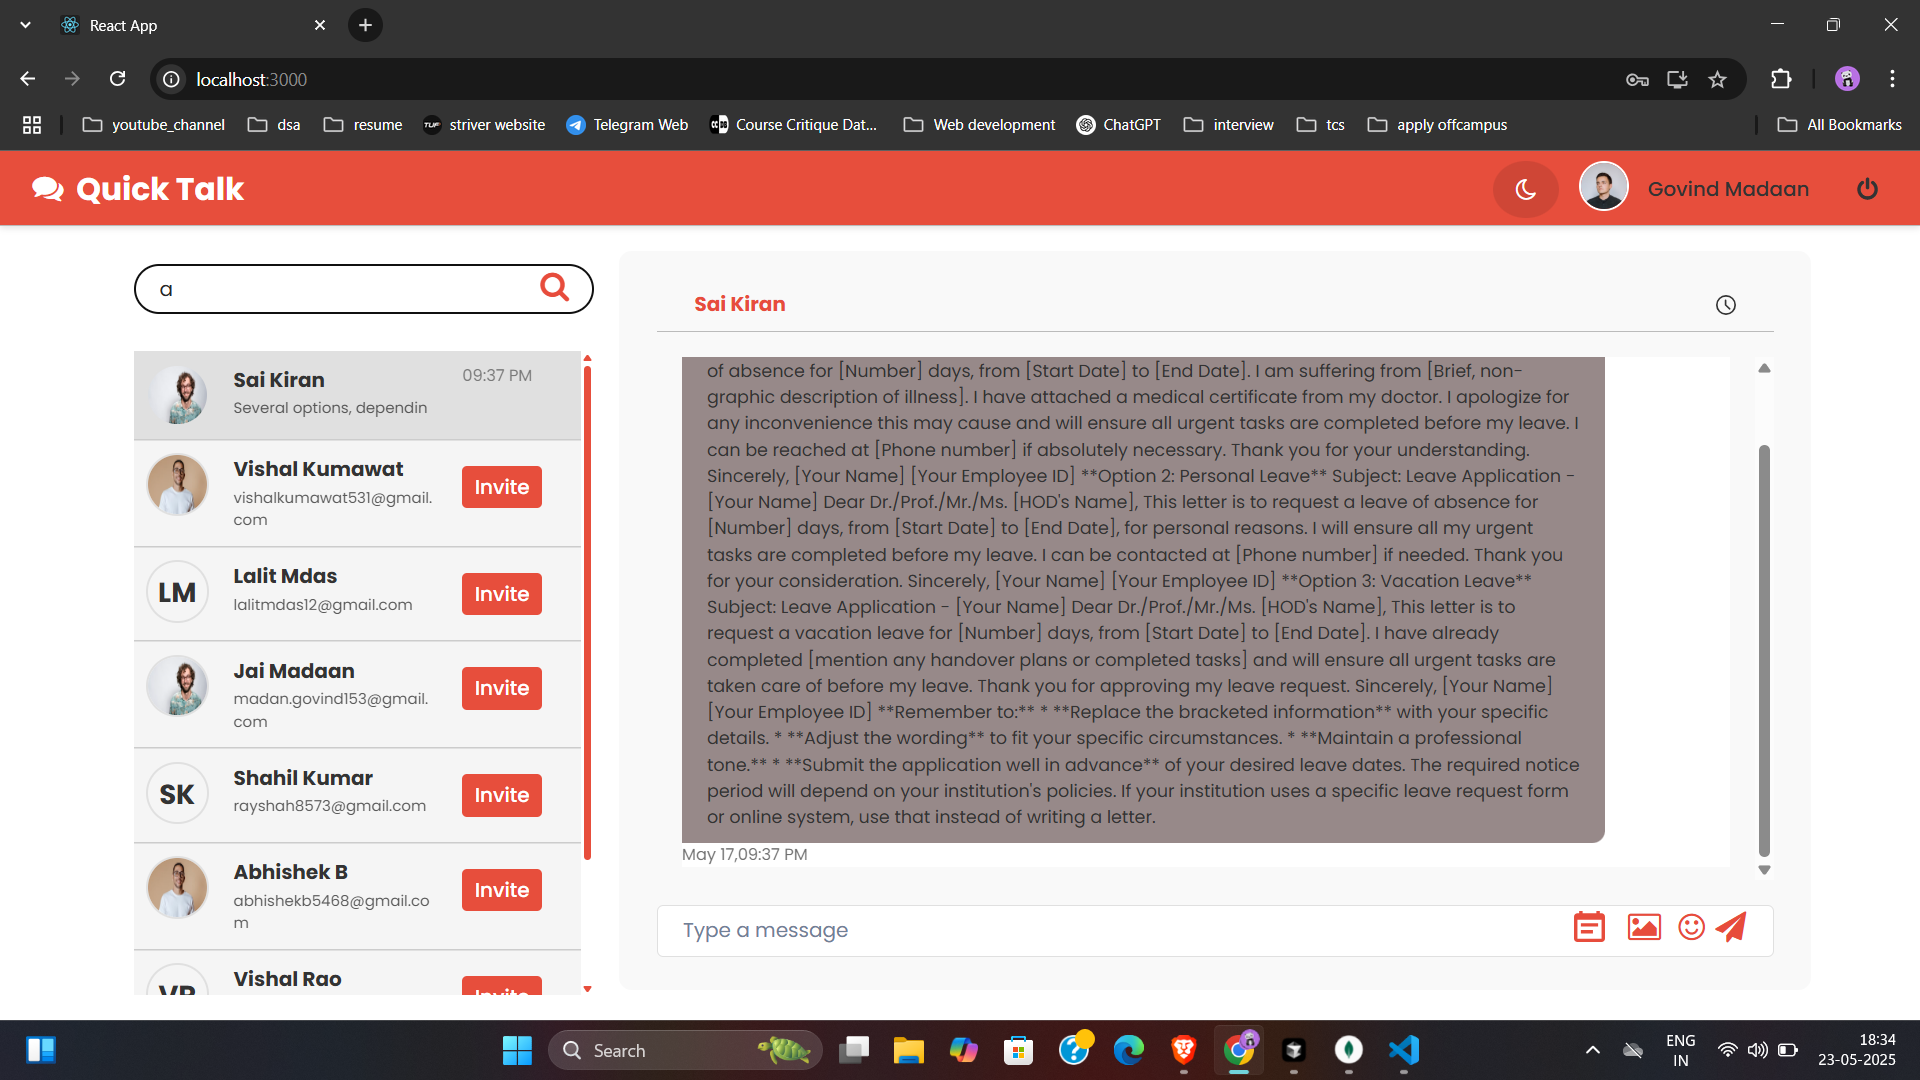 React App
localhost:3000
youtube_channel
dsa
resume
TUF
striver website
Telegram Web
Course Critique Dat...
Web development
ChatGPT
interview
tcs
apply offcampus
All Bookmarks
Quick Talk
Govind Madaan
a
Sai Kiran
09:37 PM
Several options, dependin
Vishal Kumawat
vishalkumawat531@gmail.
com
Invite
Lalit Mdas
LM
lalitmdas12@gmail.com
Invite
Jai Madaan
madan.govind153@gmail.
com
Invite
Shahil Kumar
SK
rayshah8573@gmail.com
Invite
Abhishek B
abhishekb5468@gmail.co
m
Invite
Vishal Rao
VR
Invite
Sai Kiran
of absence for [Number] days, from [Start Date] to [End Date]. I am suffering from [Brief, non-
graphic description of illness]. I have attached a medical certificate from my doctor. I apologize for
any inconvenience this may cause and will ensure all urgent tasks are completed before my leave. I
can be reached at [Phone number] if absolutely necessary. Thank you for your understanding.
Sincerely, [Your Name] [Your Employee ID] **Option 2: Personal Leave** Subject: Leave Application -
[Your Name] Dear Dr./Prof./Mr./Ms. [HOD's Name], This letter is to request a leave of absence for
[Number] days, from [Start Date] to [End Date], for personal reasons. I will ensure all my urgent
tasks are completed before my leave. I can be contacted at [Phone number] if needed. Thank you
for your consideration. Sincerely, [Your Name] [Your Employee ID] **Option 3: Vacation Leave**
Subject: Leave Application - [Your Name] Dear Dr./Prof./Mr./Ms. [HOD's Name], This letter is to
request a vacation leave for [Number] days, from [Start Date] to [End Date]. I have already
completed [mention any handover plans or completed tasks] and will ensure all urgent tasks are
taken care of before my leave. Thank you for approving my leave request. Sincerely, [Your Name]
[Your Employee ID] **Remember to:** * **Replace the bracketed information** with your specific
details. * **Adjust the wording** to fit your specific circumstances. * **Maintain a professional
tone.** * **Submit the application well in advance** of your desired leave dates. The required notice
period will depend on your institution's policies. If your institution uses a specific leave request form
or online system, use that instead of writing a letter.
May 17,09:37 PM
Type a message
Search
ENG
IN
18:34
23-05-2025